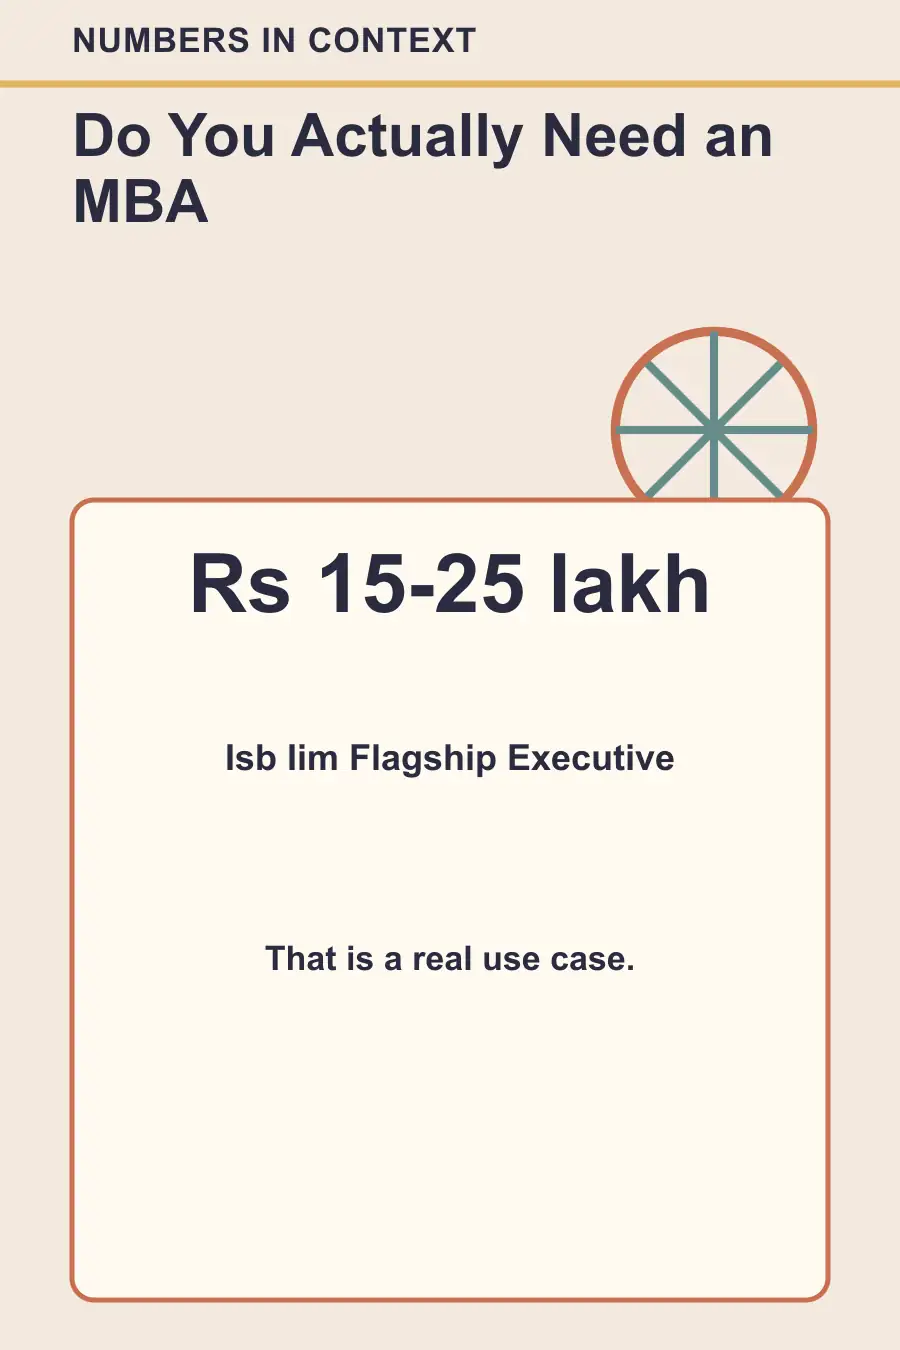 NUMBERS IN CONTEXT
Do You Actually Need an
MBA
Rs 15-25 lakh
Isb Iim Flagship Executive
That is a real use case.